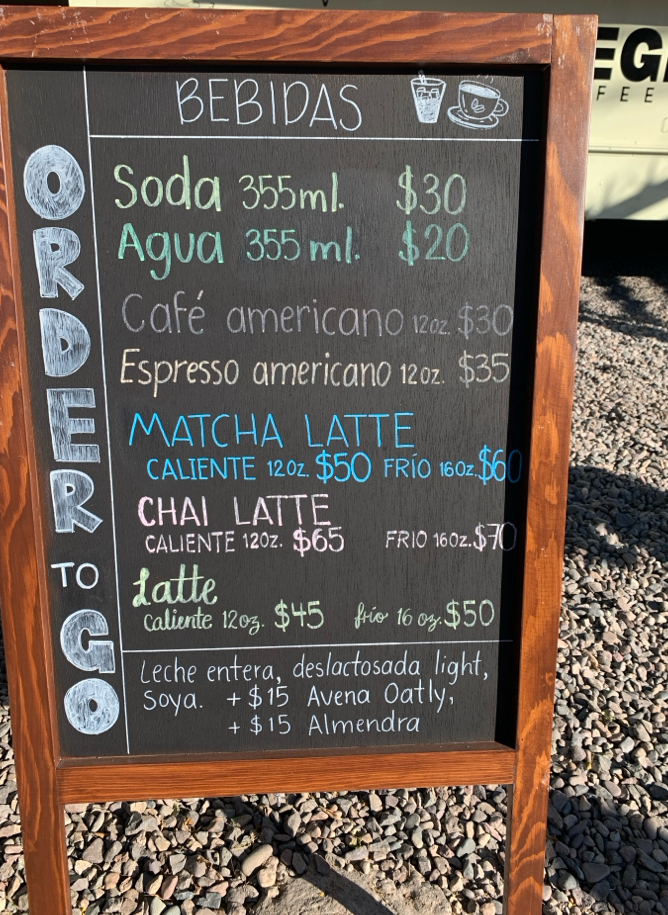 BEBIDAS
ORDER
TO
GO
Soda 355ml. $30
Agua 355 ml. $20
Café americano 12oz. $30
Espresso americano 12oz. $35
MATCHA LATTE
CALIENTE 12OZ. $50 FRÍO 16OZ. $60
CHAI LATTE
CALIENTE 12OZ. $65 FRIO 16OZ. $70
Latte
Caliente 12oz. $45 frío 16 oz. $50
Leche entera, deslactosada light,
Soya. +$15 Avena Oatly,
+$15 Almendra